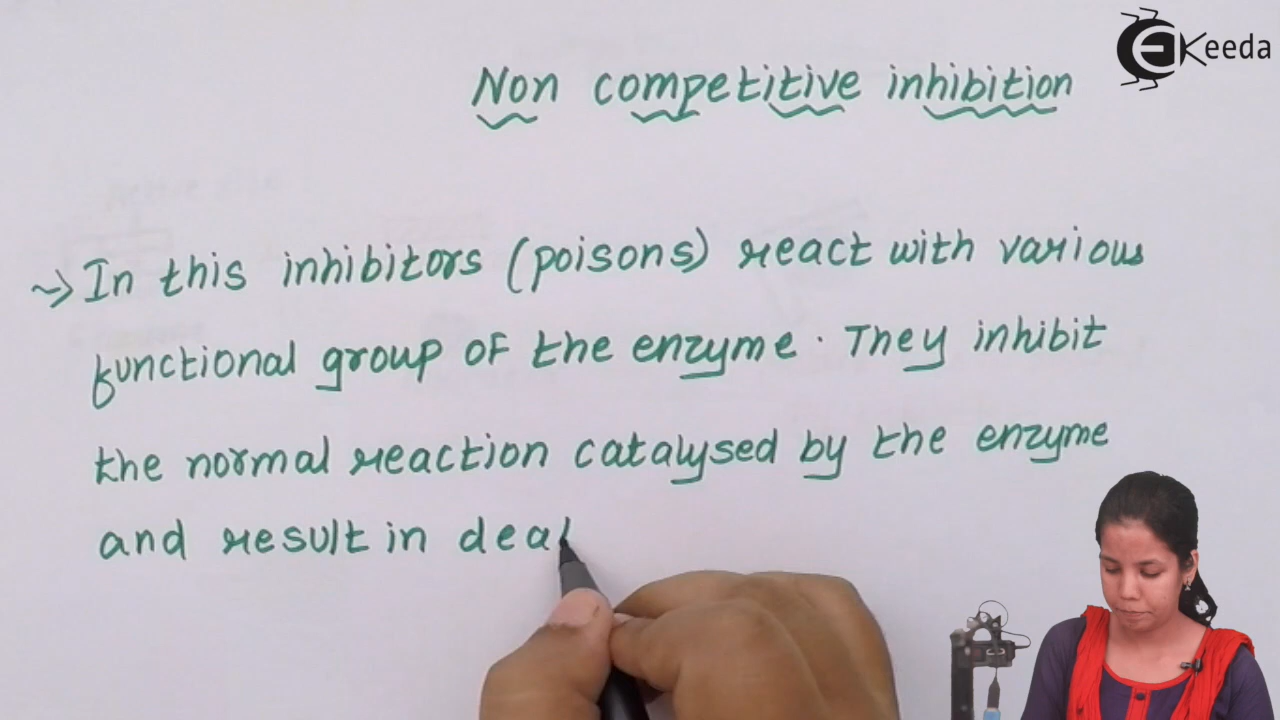 Keeda
Non competitive inhibition
~> In this inhibitors (poisons) react with various
functional group of the enzyme. They inhibit
the normal reaction catalysed by the enzyme
and result in dea